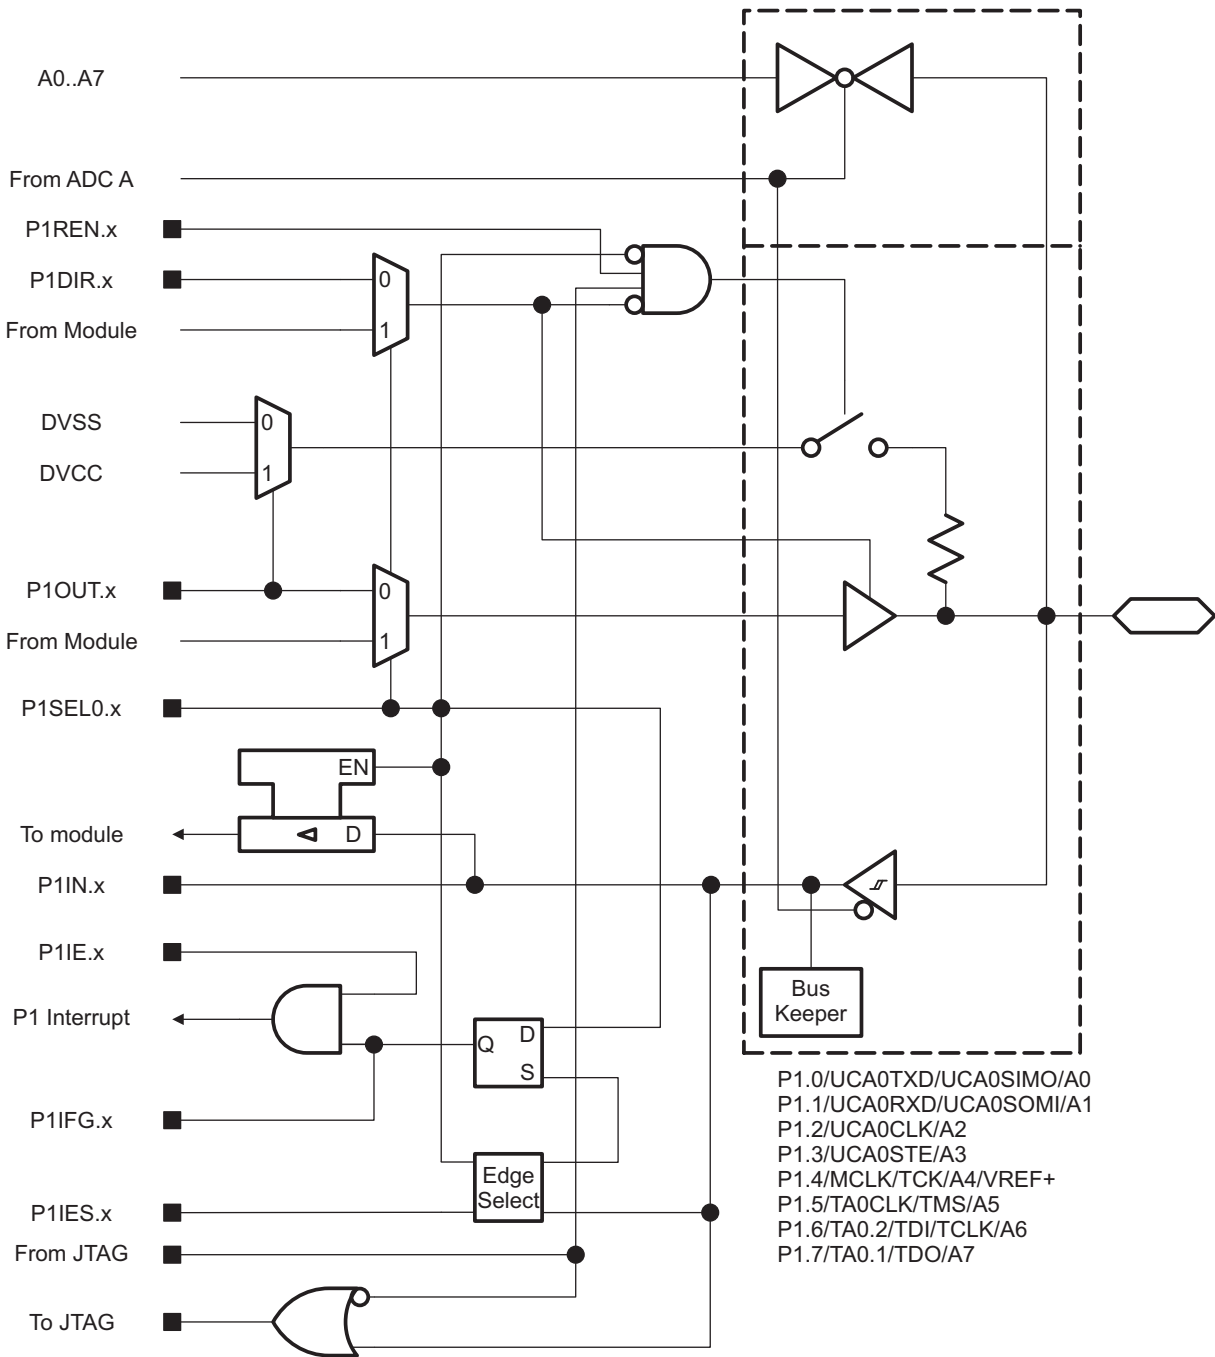 A0..A7
From ADC A
P1REN.x
P1DIR.x
0
From Module
1
DVSS
0
DVCC
1
P1OUT.x
0
From Module
1
P1SEL0.x
EN
To module
D
P1IN.x
P1IE.x
Bus
Keeper
P1 Interrupt
Q
D
S
P1IFG.x
Edge
Select
P1IES.x
From JTAG
To JTAG
P1.0/UCA0TXD/UCA0SIMO/A0
P1.1/UCA0RXD/UCA0SOMI/A1
P1.2/UCA0CLK/A2
P1.3/UCA0STE/A3
P1.4/MCLK/TCK/A4/VREF+
P1.5/TA0CLK/TMS/A5
P1.6/TA0.2/TDI/TCLK/A6
P1.7/TA0.1/TDO/A7